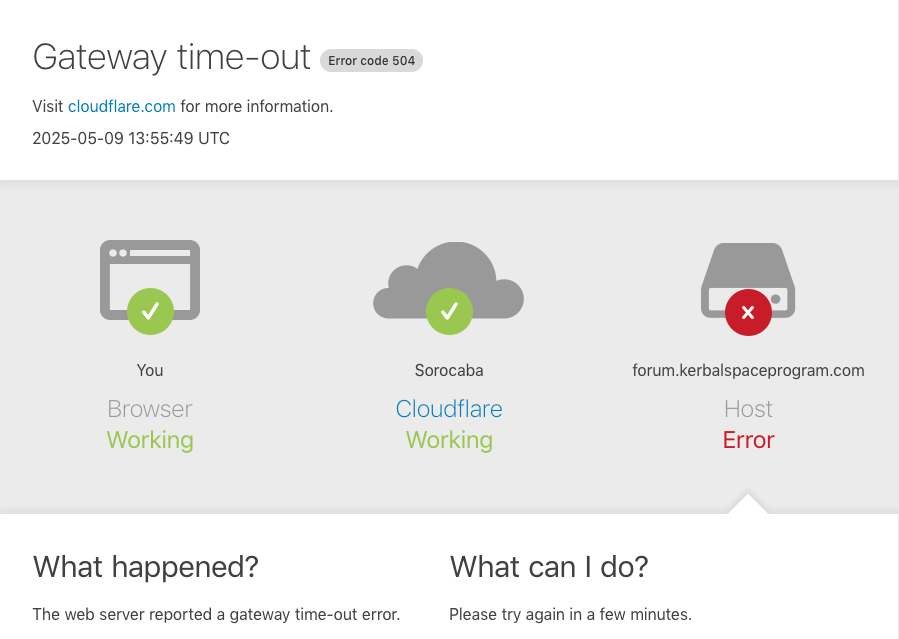 Gateway time-out Error code 504
Visit cloudflare.com for more information.
2025-05-09 13:55:49 UTC
You
Browser
Working
Sorocaba
Cloudflare
Working
forum.kerbalspaceprogram.com
Host
Error
What happened?
The web server reported a gateway time-out error.
What can I do?
Please try again in a few minutes.